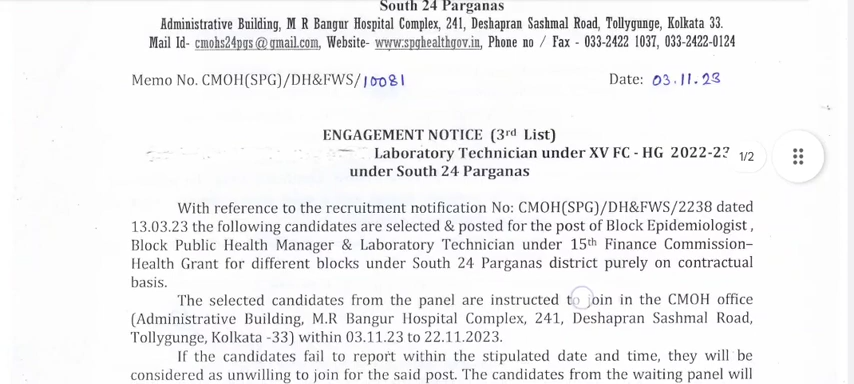 South 24 Parganas
Administrative Building, M R Bangur Hospital Complex, 241, Deshapran Sashmal Road, Tollygunge, Kolkata 33.
Mail Id- cmohs24pgs@gmail.com, Website- www.spghealthgov.in, Phone no / Fax - 033-2422 1037, 033-2422-0124
Memo No. CMOH(SPG)/DH&FWS/10081 Date: 03.11.23
ENGAGEMENT NOTICE (3rd List)
Laboratory Technician under XV FC - HG 2022-23 1/2
under South 24 Parganas
With reference to the recruitment notification No: CMOH(SPG)/DH&FWS/2238 dated
13.03.23 the following candidates are selected & posted for the post of Block Epidemiologist,
Block Public Health Manager & Laboratory Technician under 15th Finance Commission–
Health Grant for different blocks under South 24 Parganas district purely on contractual
basis.
The selected candidates from the panel are instructed to join in the CMOH office
(Administrative Building, M.R Bangur Hospital Complex, 241, Deshapran Sashmal Road,
Tollygunge, Kolkata -33) within 03.11.23 to 22.11.2023.
If the candidates fail to report within the stipulated date and time, they will be
considered as unwilling to join for the said post. The candidates from the waiting panel will